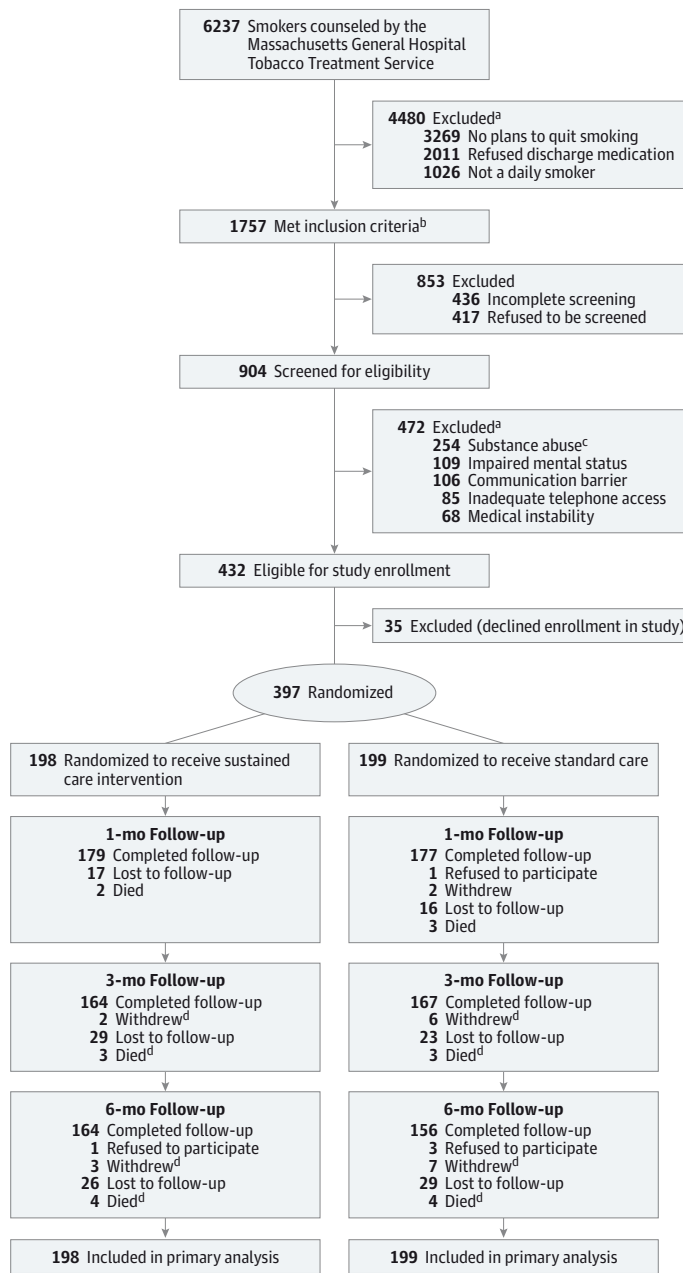 6237 Smokers counseled by the
Massachusetts General Hospital
Tobacco Treatment Service
4480 Excludedᵃ
3269 No plans to quit smoking
2011 Refused discharge medication
1026 Not a daily smoker
1757 Met inclusion criteriaᵇ
853 Excluded
436 Incomplete screening
417 Refused to be screened
904 Screened for eligibility
472 Excludedᵃ
254 Substance abuseᶜ
109 Impaired mental status
106 Communication barrier
85 Inadequate telephone access
68 Medical instability
432 Eligible for study enrollment
35 Excluded (declined enrollment in study)
397 Randomized
198 Randomized to receive sustained
care intervention
199 Randomized to receive standard care
1-mo Follow-up
179 Completed follow-up
17 Lost to follow-up
2 Died
1-mo Follow-up
177 Completed follow-up
1 Refused to participate
2 Withdrew
16 Lost to follow-up
3 Died
3-mo Follow-up
164 Completed follow-up
2 Withdrewᵈ
29 Lost to follow-up
3 Diedᵈ
3-mo Follow-up
167 Completed follow-up
6 Withdrewᵈ
23 Lost to follow-up
3 Diedᵈ
6-mo Follow-up
164 Completed follow-up
1 Refused to participate
3 Withdrewᵈ
26 Lost to follow-up
4 Diedᵈ
6-mo Follow-up
156 Completed follow-up
3 Refused to participate
7 Withdrewᵈ
29 Lost to follow-up
4 Diedᵈ
198 Included in primary analysis
199 Included in primary analysis